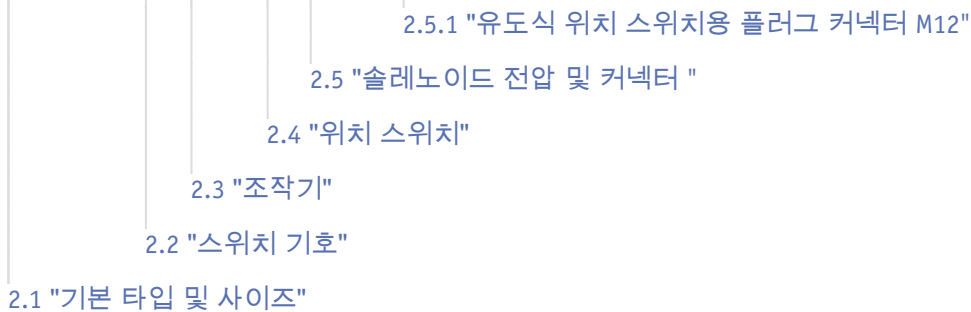 2.5.1 "유도식 위치 스위치용 플러그 커넥터 M12"
2.5 "솔레노이드 전압 및 커넥터 "
2.4 "위치 스위치"
2.3 "조작기"
2.2 "스위치 기호"
2.1 "기본 타입 및 사이즈"